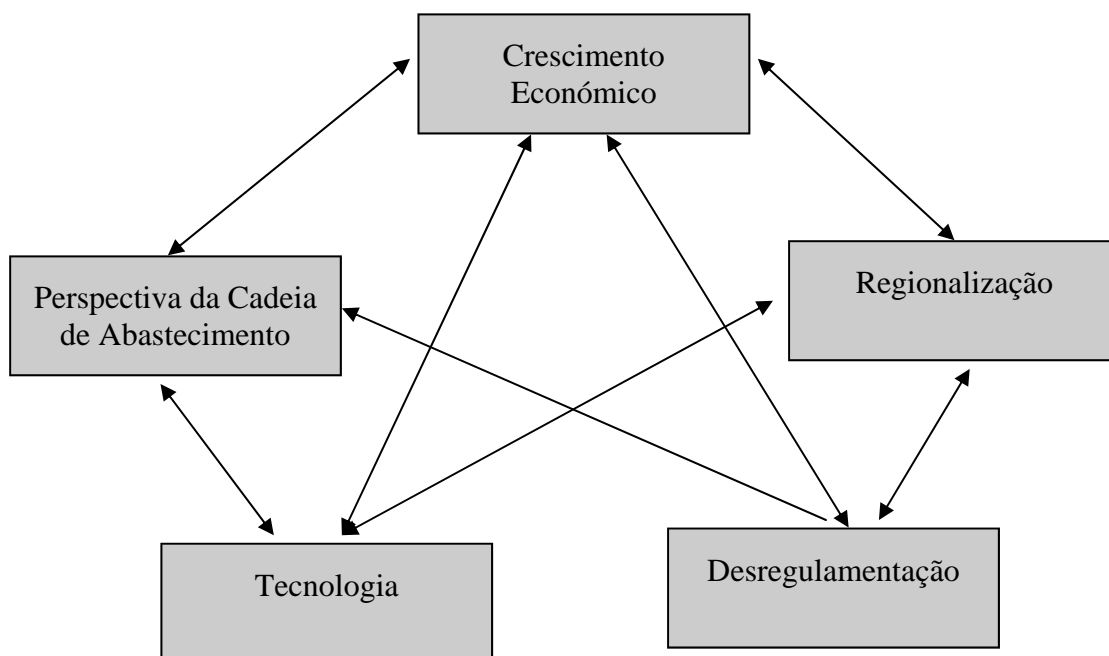 Crescimento
Económico
Perspectiva da Cadeia
de Abastecimento
Regionalização
Tecnologia
Desregulamentação